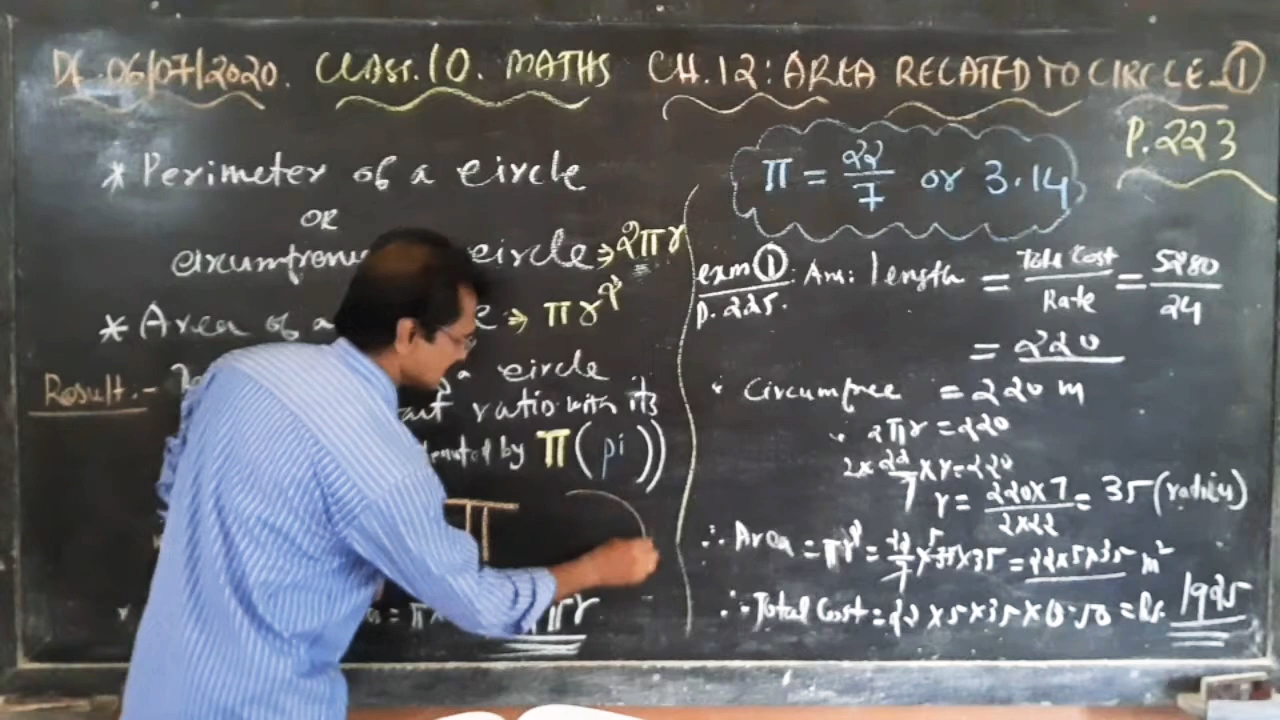 Dt. 06/07/2020. CLASS. 10. MATHS CH. 12: AREA RELATED TO CIRCLE - ①
P. 223
* Perimeter of a circle
OR
circumfrence circle ⇒ 2πr
* Area of a ⇒ πr²
Result :-
a circle
ratio with its
denoted by π (pi))
π
= π × πr
π = 22/7 or 3.14
exm ① P. 225. Ans: length = Total Cost/Rate = 5280/24
= 220
Circumfrece = 220 m
∵ 2πr = 220
2 × 22/7 × r = 220
r = 220×7/2×22 = 35 (radius)
∴ Area = πr² = 22/7 × 35 × 35 = 22×5×35 m²
∴ Total Cost = 22 × 5 × 35 × 0.50 = Rs. 1925